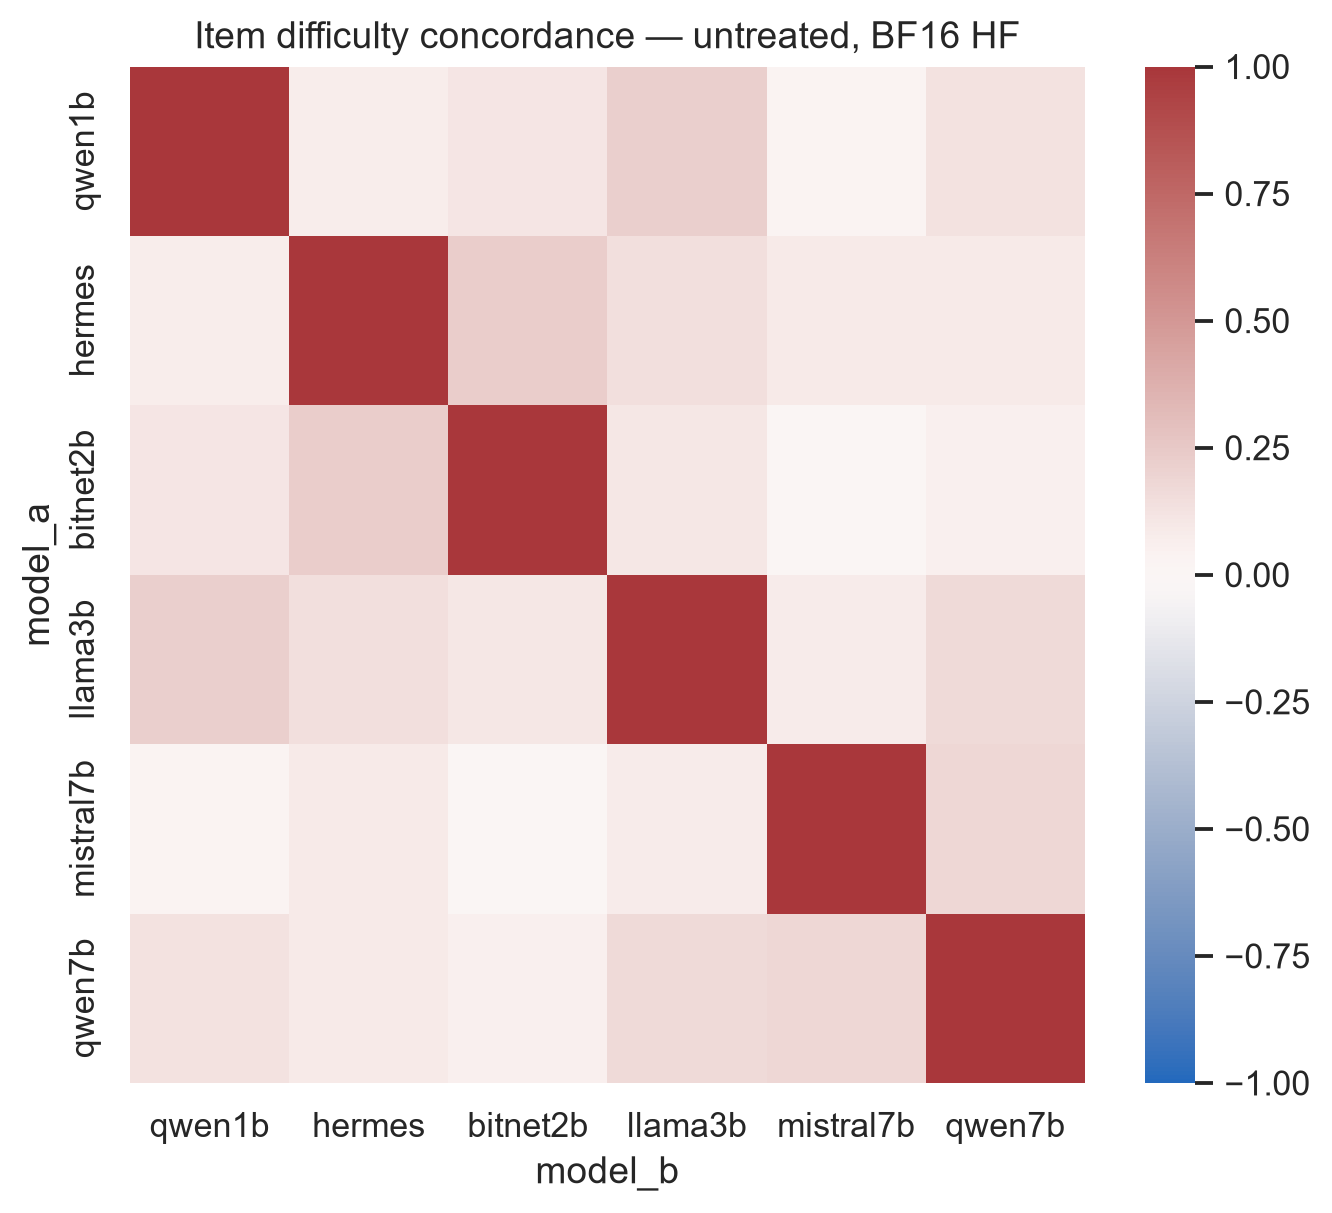 Item difficulty concordance — untreated, BF16 HF
model_a
qwen1b
hermes
bitnet2b
llama3b
mistral7b
qwen7b
qwen1b hermes bitnet2b llama3b mistral7b qwen7b
model_b
1.00
0.75
0.50
0.25
0.00
−0.25
−0.50
−0.75
−1.00